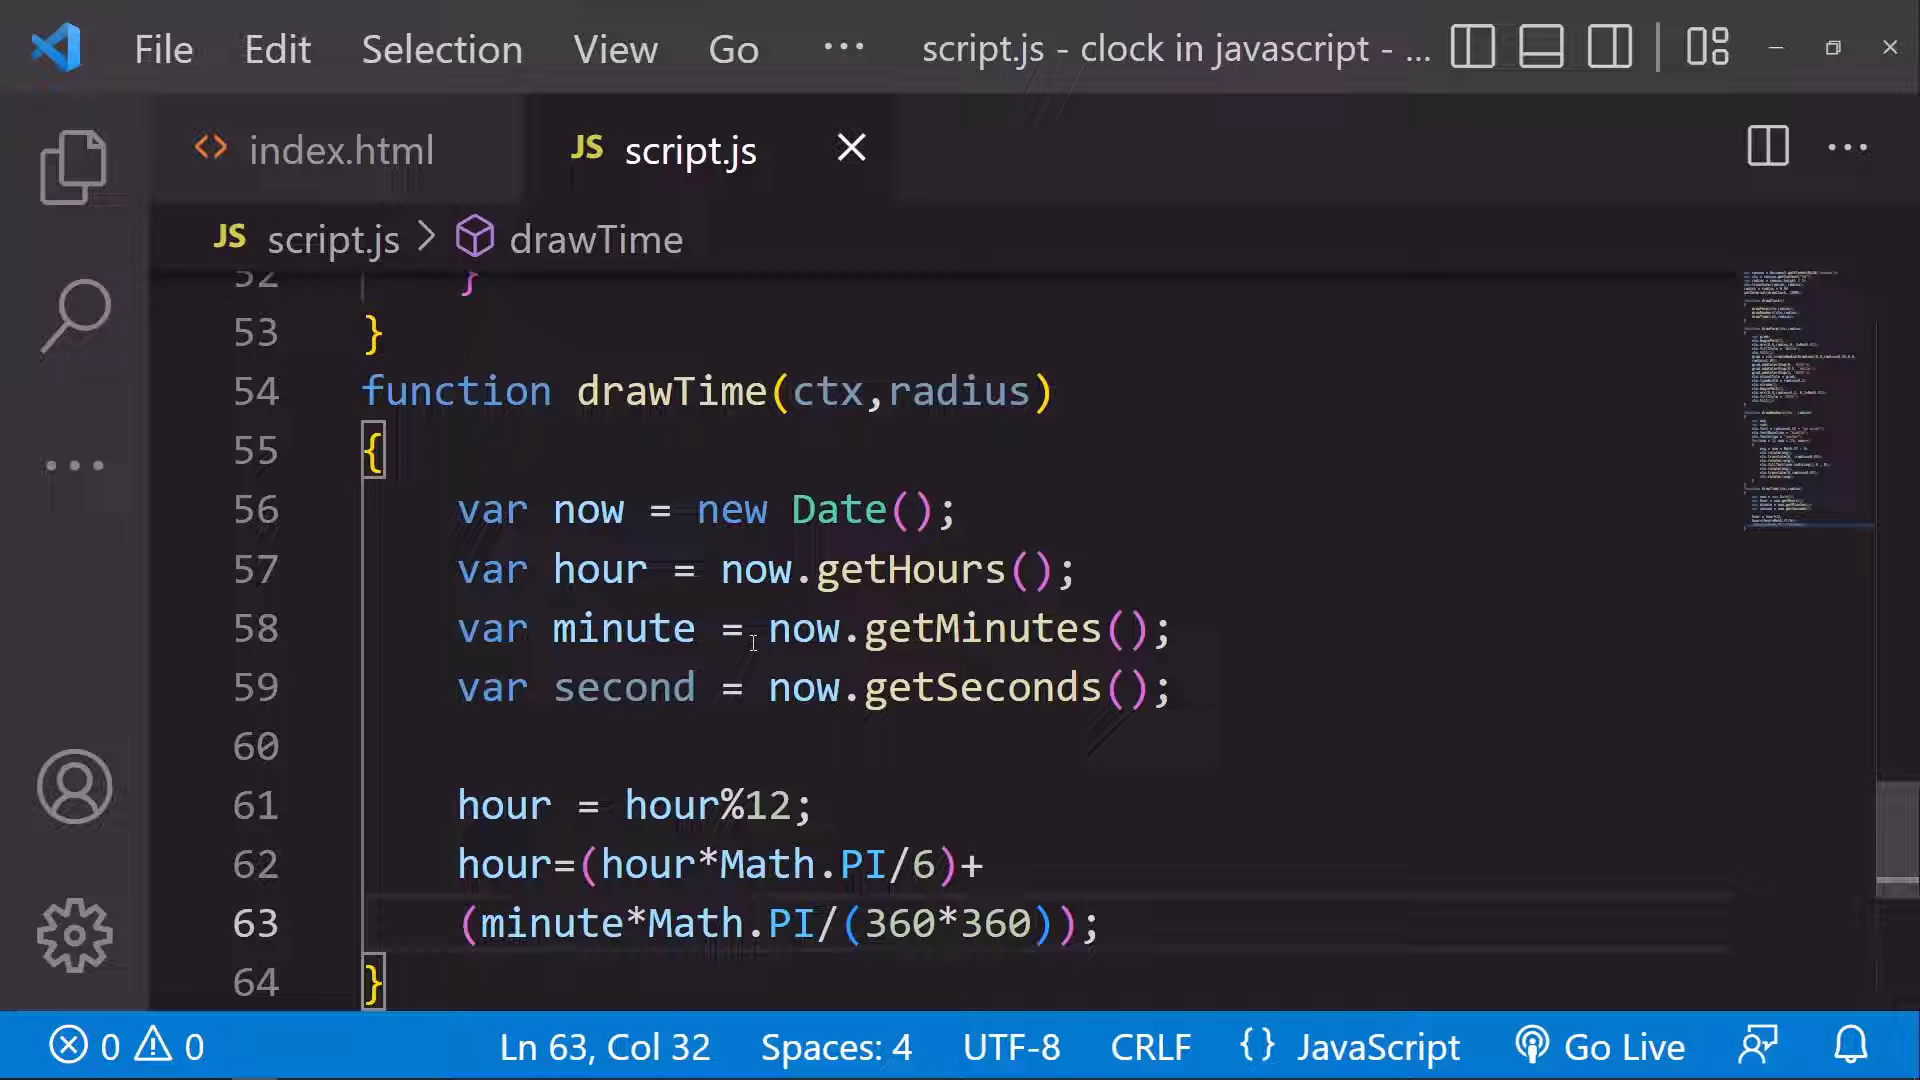 File Edit Selection View Go ··· script.js - clock in javascript - ...
index.html JS script.js
JS script.js > drawTime
52 }
53 }
54 function drawTime(ctx,radius)
55 {
56 var now = new Date();
57 var hour = now.getHours();
58 var minute = now.getMinutes();
59 var second = now.getSeconds();
60
61 hour = hour%12;
62 hour=(hour*Math.PI/6)+
63 (minute*Math.PI/(360*360));
64 }
0 0 Ln 63, Col 32 Spaces: 4 UTF-8 CRLF {} JavaScript Go Live